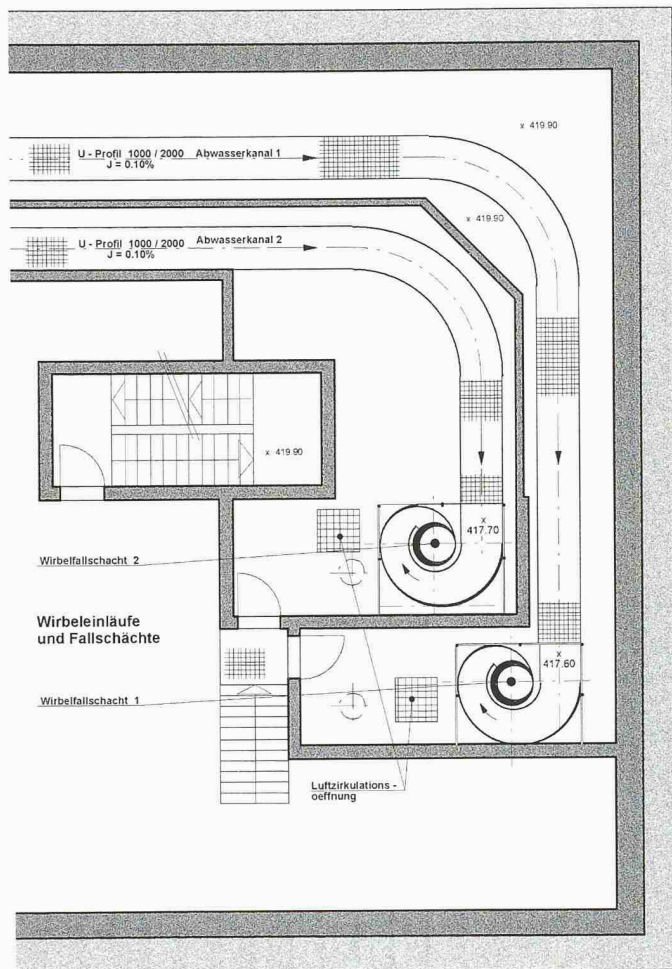 x 419.90
U - Profil 1000 / 2000 Abwasserkanal 1
J = 0.10%
x 419.90
U - Profil 1000 / 2000 Abwasserkanal 2
J = 0.10%
x 419.90
x
417.70
Wirbelfallschacht 2
Wirbeleinläufe
und Fallschächte
x
417.60
Wirbelfallschacht 1
Luftzirkulations -
oeffnung